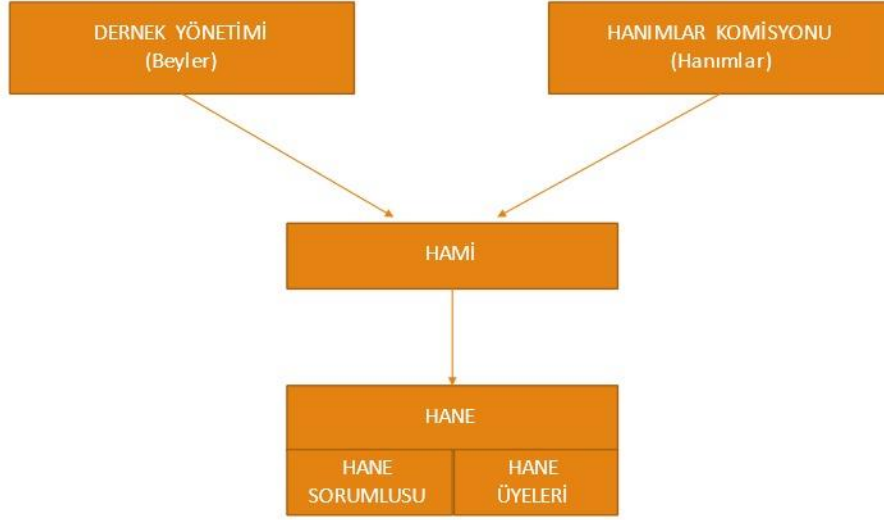 DERNEK YÖNETİMİ
(Beyler)
HANIMLAR KOMİSYONU
(Hanımlar)
HAMİ
HANE
HANE
SORUMLUSU
HANE
ÜYELERİ